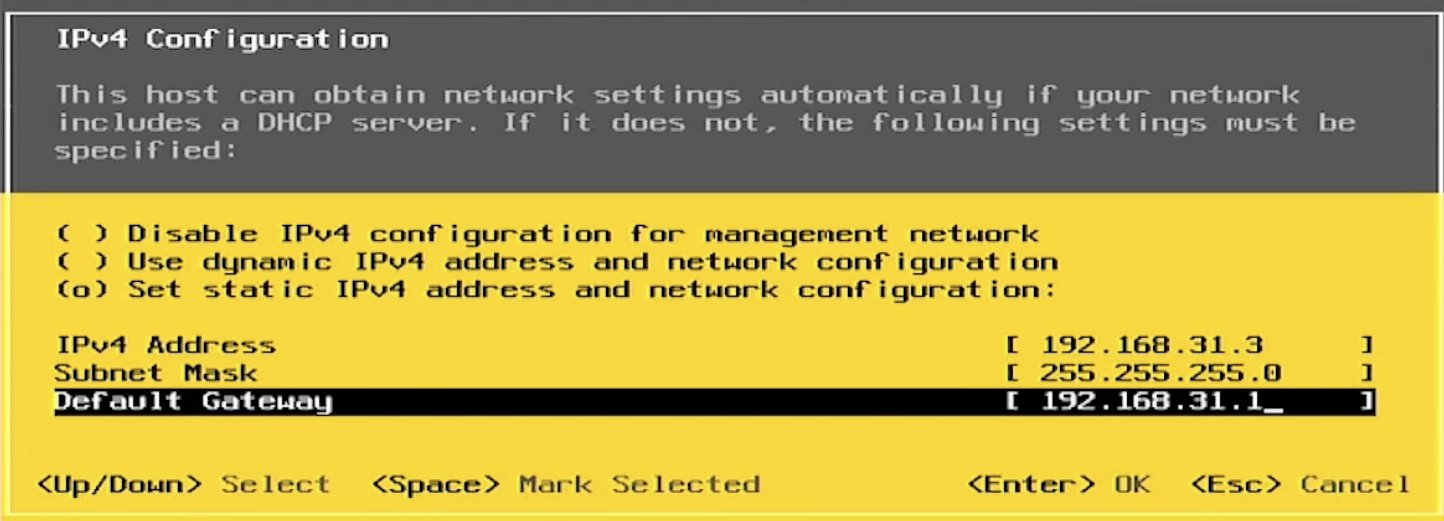 IPv4 Configuration
This host can obtain network settings automatically if your network
includes a DHCP server. If it does not, the following settings must be
specified:
( ) Disable IPv4 configuration for management network
( ) Use dynamic IPv4 address and network configuration
(o) Set static IPv4 address and network configuration:
IPv4 Address [ 192.168.31.3 ]
Subnet Mask [ 255.255.255.0 ]
Default Gateway [ 192.168.31.1_ ]
<Up/Down> Select <Space> Mark Selected <Enter> OK <Esc> Cancel